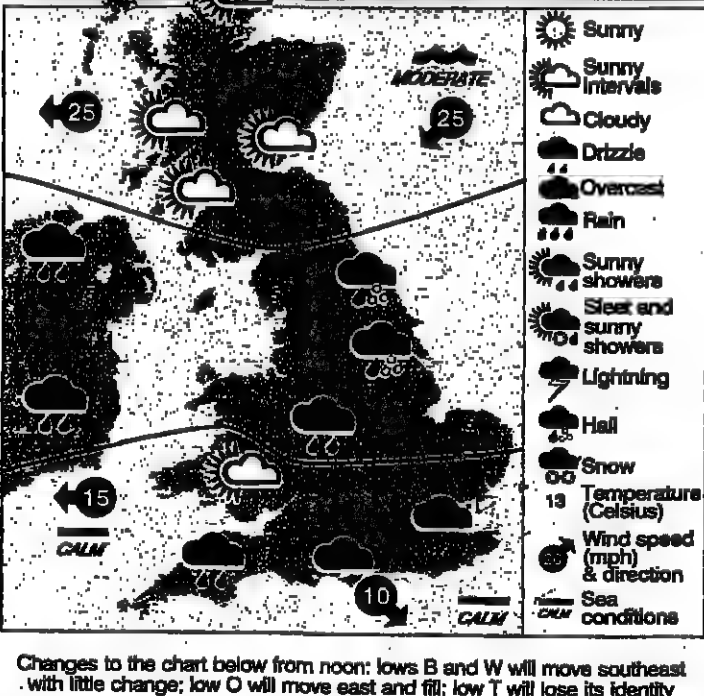 MODERATE
25
25
15
CALM
10
CALM
Sunny
Sunny
intervals
Cloudy
Drizzle
Overcast
Rain
Sunny
showers
Sleet and
sunny
showers
Lightning
Hail
Snow
13 Temperature
(Celsius)
Wind speed
(mph)
& direction
CALM Sea
conditions
Changes to the chart below from noon: lows B and W will move southeast
with little change; low O will move east and fill; low T will lose its identity